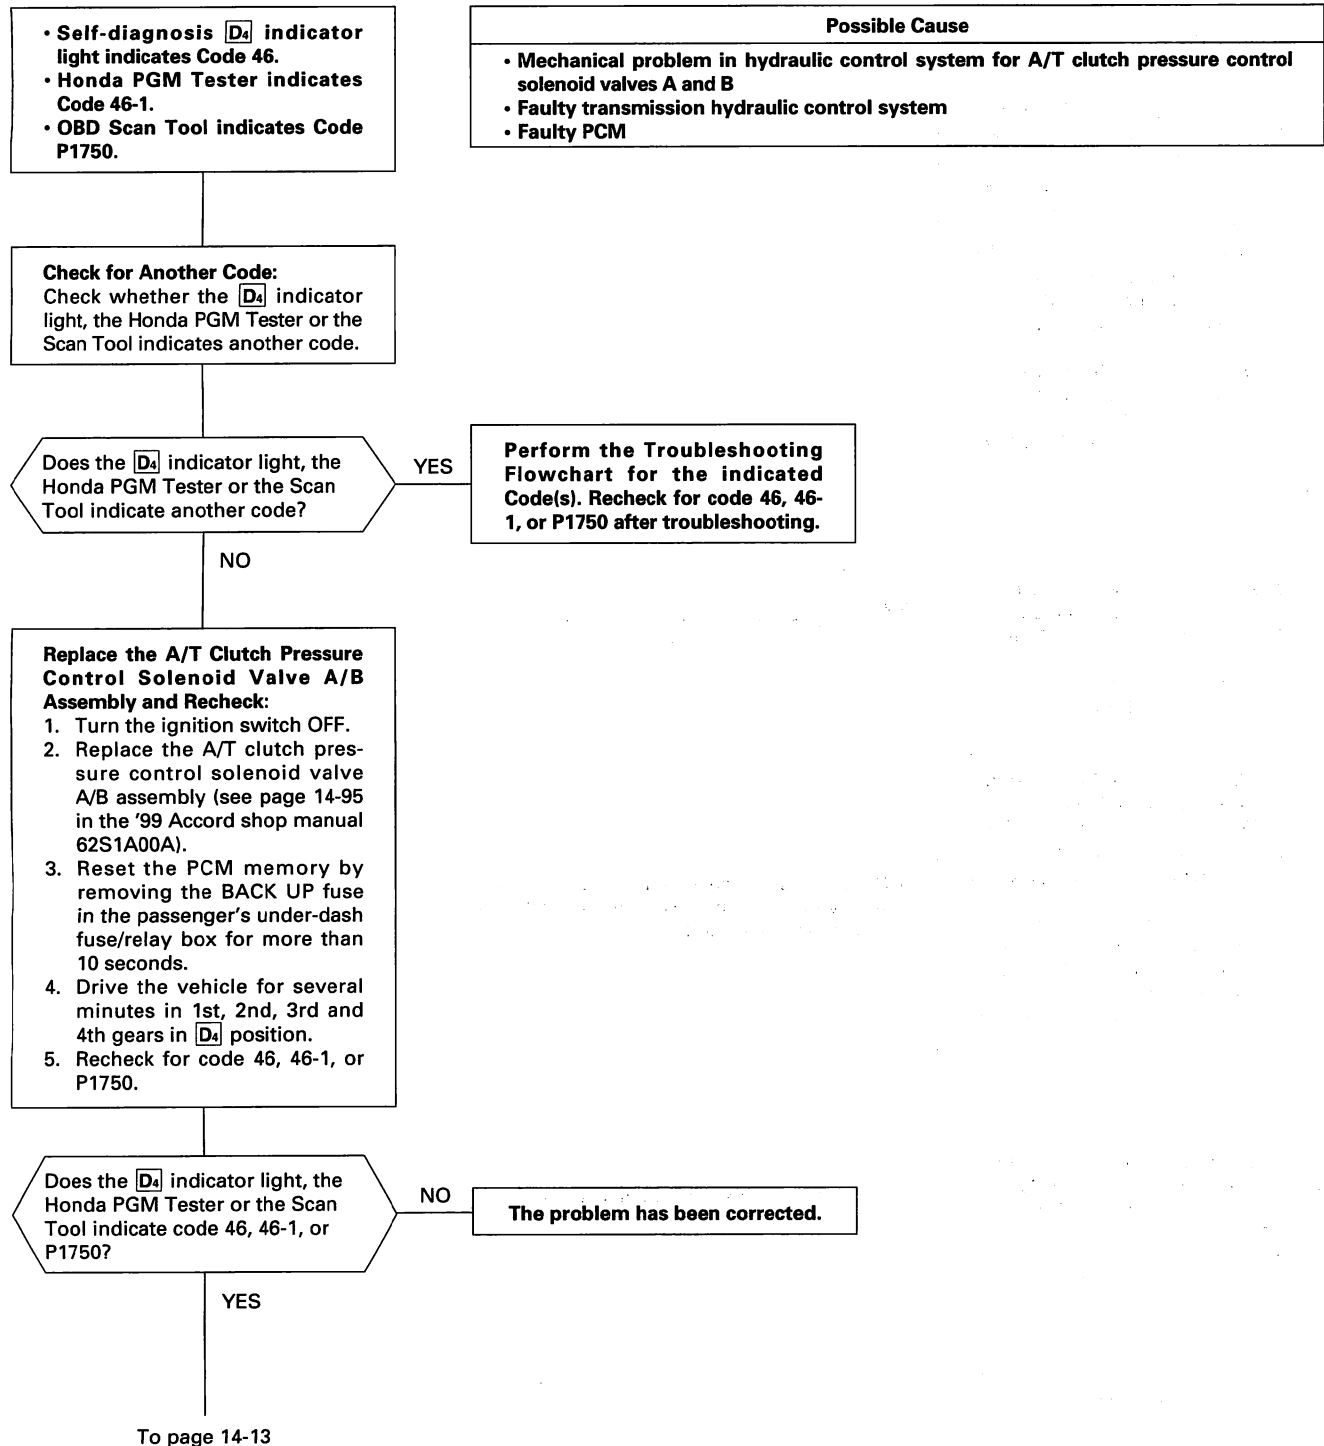 • Self-diagnosis D4 indicator
light indicates Code 46.
• Honda PGM Tester indicates
Code 46-1.
• OBD Scan Tool indicates Code
P1750.
Possible Cause
• Mechanical problem in hydraulic control system for A/T clutch pressure control
solenoid valves A and B
• Faulty transmission hydraulic control system
• Faulty PCM
Check for Another Code:
Check whether the D4 indicator
light, the Honda PGM Tester or the
Scan Tool indicates another code.
Does the D4 indicator light, the
Honda PGM Tester or the Scan
Tool indicate another code?
YES
Perform the Troubleshooting
Flowchart for the indicated
Code(s). Recheck for code 46, 46-
1, or P1750 after troubleshooting.
NO
Replace the A/T Clutch Pressure
Control Solenoid Valve A/B
Assembly and Recheck:
1. Turn the ignition switch OFF.
2. Replace the A/T clutch pres-
sure control solenoid valve
A/B assembly (see page 14-95
in the '99 Accord shop manual
62S1A00A).
3. Reset the PCM memory by
removing the BACK UP fuse
in the passenger's under-dash
fuse/relay box for more than
10 seconds.
4. Drive the vehicle for several
minutes in 1st, 2nd, 3rd and
4th gears in D4 position.
5. Recheck for code 46, 46-1, or
P1750.
Does the D4 indicator light, the
Honda PGM Tester or the Scan
Tool indicate code 46, 46-1, or
P1750?
NO
The problem has been corrected.
YES
To page 14-13